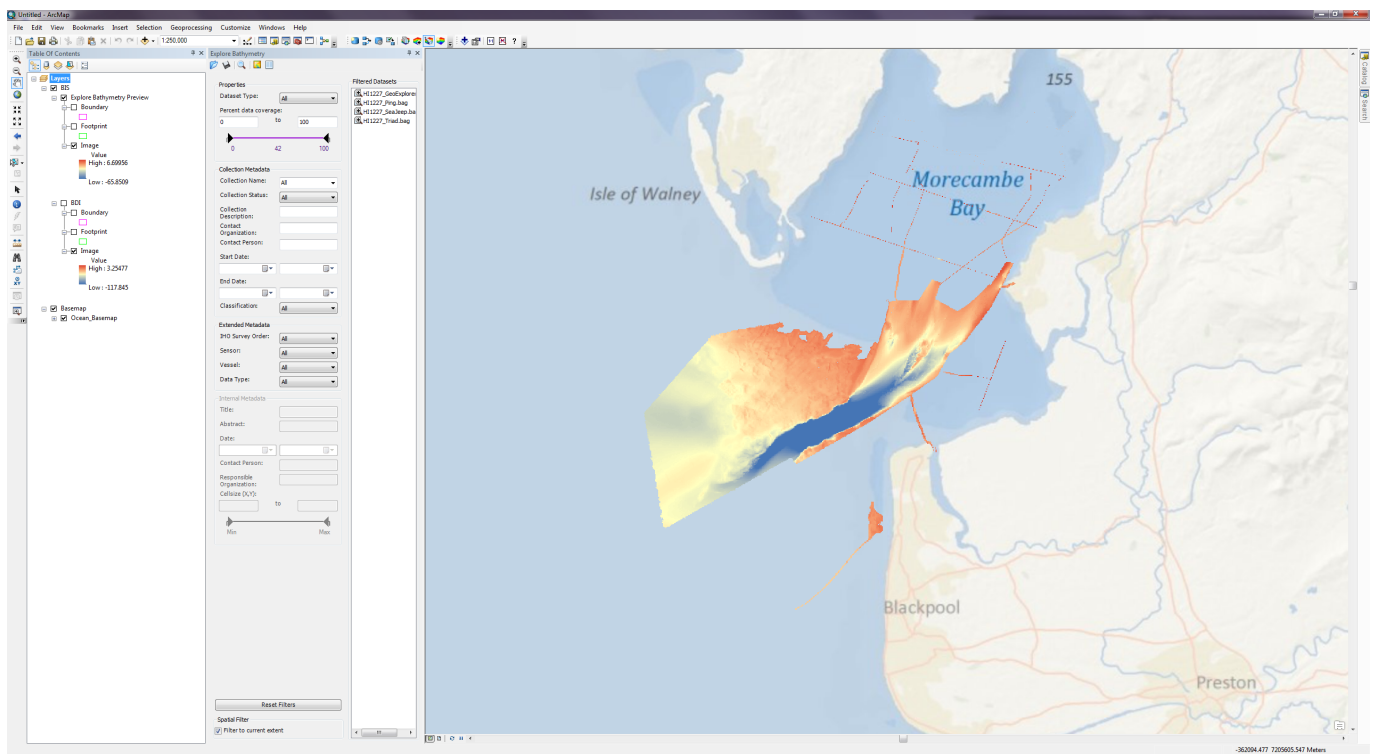 Untitled - ArcMap
File Edit View Bookmarks Insert Selection Geoprocessing Customize Windows Help
1:250,000
Table Of Contents
Layers
BIS
Explore Bathymetry Preview
Boundary
Footprint
Image
Value
High : 6.69956
Low : -65.8509
BDI
Boundary
Footprint
Image
Value
High : 3.25477
Low : -117.845
Basemap
Ocean_Basemap
Explore Bathymetry
Properties
Dataset Type: All
Percent data coverage:
0 to 100
0 42 100
Collection Metadata
Collection Name: All
Collection Status: All
Collection
Description:
Contact
Organization:
Contact Person:
Start Date:
End Date:
Classification: All
Extended Metadata
IHO Survey Order: All
Sensor: All
Vessel: All
Data Type: All
Internal Metadata
Title:
Abstract:
Date:
Contact Person:
Responsible
Organization:
Cellsize (X,Y):
to
Min Max
Reset Filters
Spatial Filter
Filter to current extent
Filtered Datasets
HI1227_GeoExplorer
HI1227_Ping.bag
HI1227_SeaJeep.ba
HI1227_Triad.bag
155
Isle of Walney
Morecambe
Bay
Blackpool
Preston
Catalog
Search
-362094.477 7205605.547 Meters